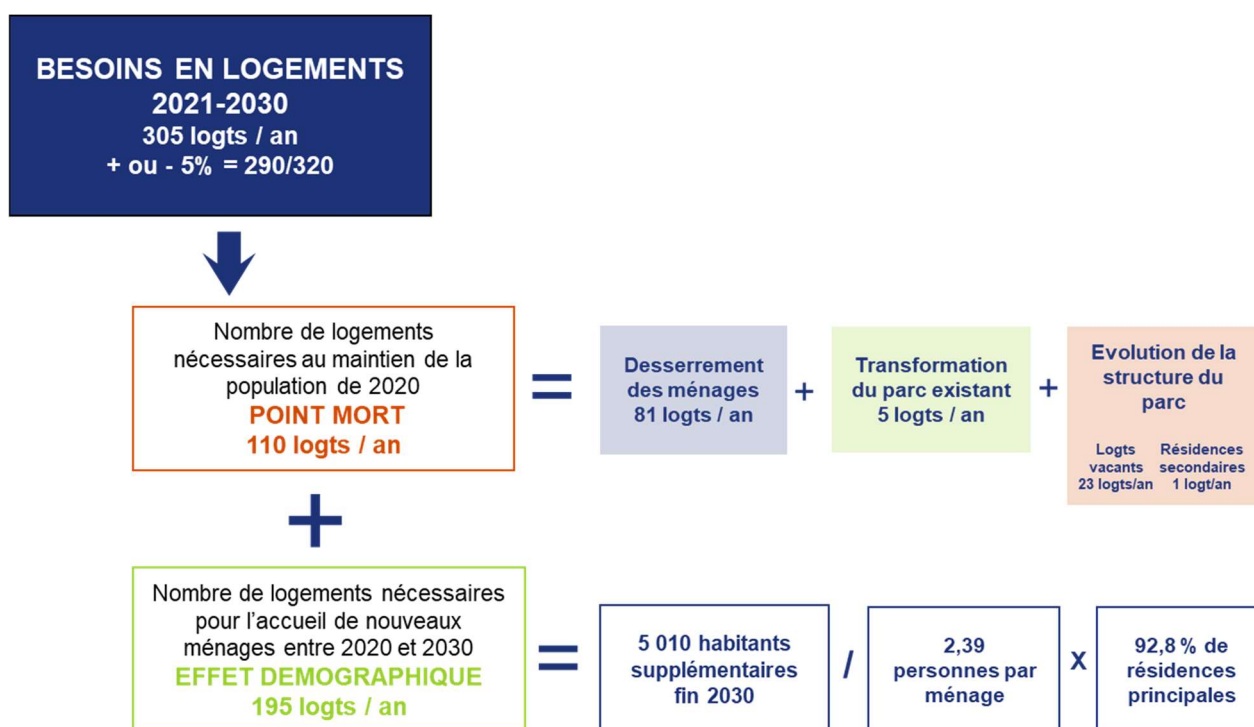 BESOINS EN LOGEMENTS
2021-2030
305 logts / an
+ ou - 5% = 290/320
Nombre de logements
nécessaires au maintien de la
population de 2020
POINT MORT
110 logts / an
=
Desserrement
des ménages
81 logts / an
+
Transformation
du parc existant
5 logts / an
+
Evolution de la
structure du
parc
Logts
vacants
23 logts/an
Résidences
secondaires
1 logt/an
+
Nombre de logements nécessaires
pour l'accueil de nouveaux
ménages entre 2020 et 2030
EFFET DEMOGRAPHIQUE
195 logts / an
=
5 010 habitants
supplémentaires
fin 2030
/
2,39
personnes par
ménage
x
92,8 % de
résidences
principales